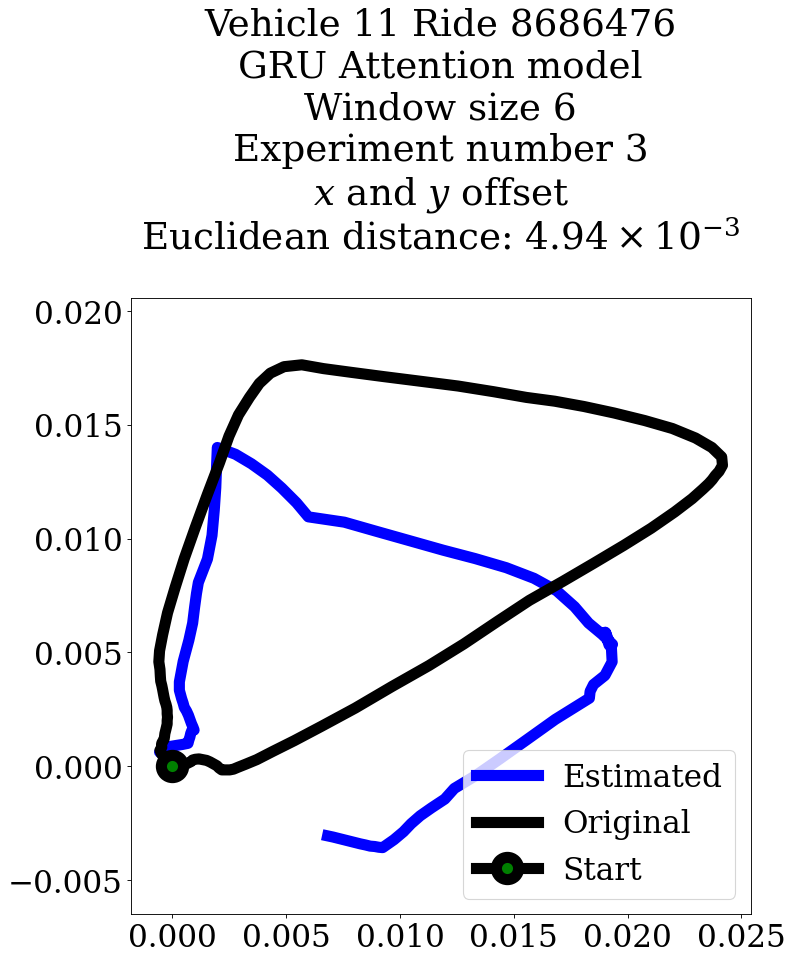 Vehicle 11 Ride 8686476
GRU Attention model
Window size 6
Experiment number 3
x and y offset
Euclidean distance: 4.94 × 10⁻³
0.020
0.015
0.010
0.005
0.000
−0.005
Estimated
Original
Start
0.000 0.005 0.010 0.015 0.020 0.025